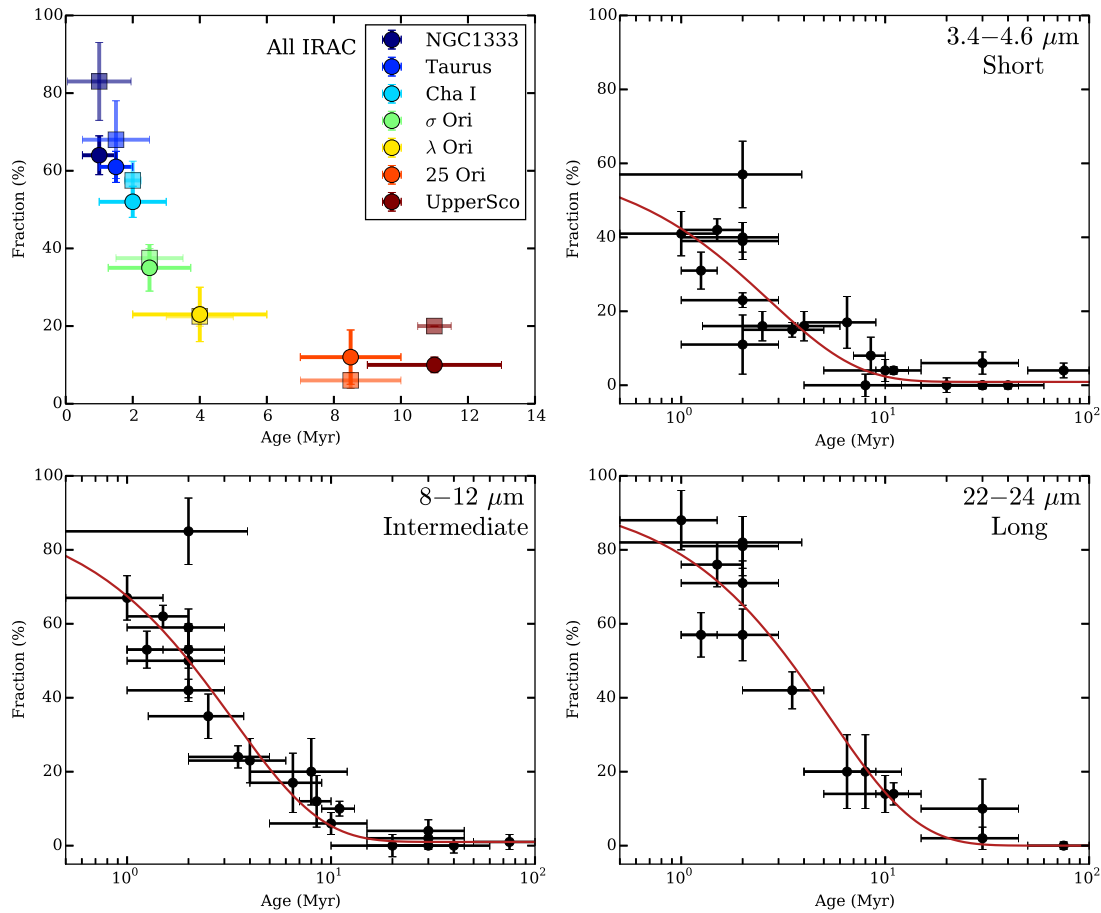 All IRAC
NGC1333
Taurus
Cha I
σ Ori
λ Ori
25 Ori
UpperSco
Fraction (%)
100
80
60
40
20
0
0 2 4 6 8 10 12 14
Age (Myr)
3.4−4.6 μm
Short
Fraction (%)
100
80
60
40
20
0
10⁰ 10¹ 10²
Age (Myr)
8−12 μm
Intermediate
Fraction (%)
100
80
60
40
20
0
10⁰ 10¹ 10²
Age (Myr)
22−24 μm
Long
Fraction (%)
100
80
60
40
20
0
10⁰ 10¹ 10²
Age (Myr)